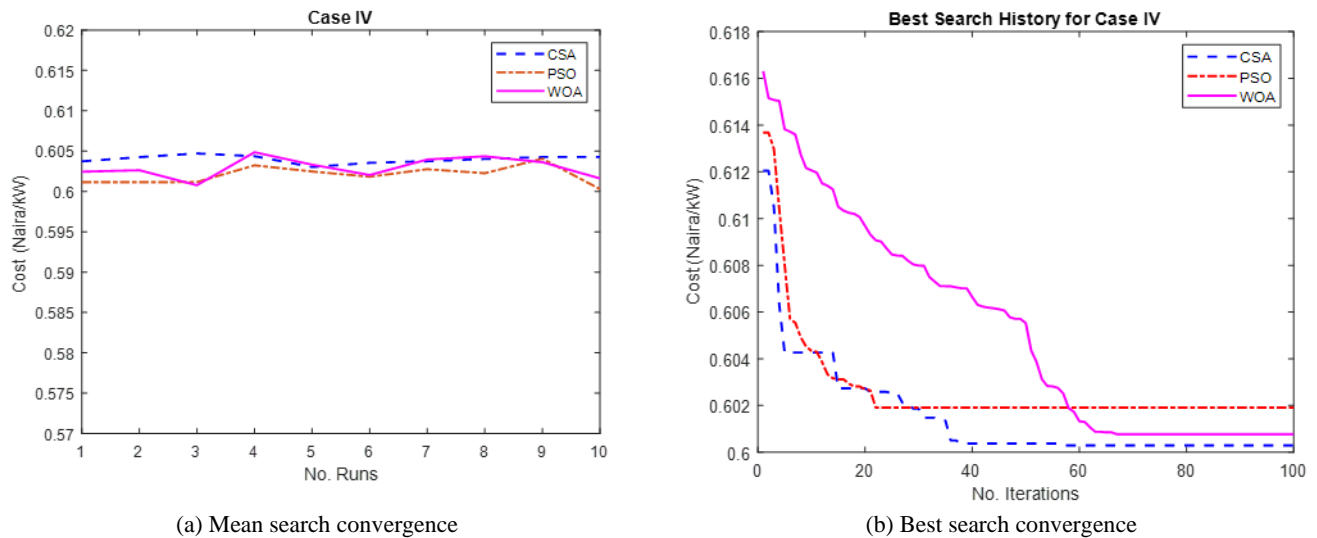 Case IV
0.62
0.615
0.61
0.605
0.6
0.595
0.59
0.585
0.58
0.575
0.57
Cost (Naira/kW)
CSA
PSO
WOA
1 2 3 4 5 6 7 8 9 10
No. Runs
(a) Mean search convergence
Best Search History for Case IV
0.618
0.616
0.614
0.612
0.61
0.608
0.606
0.604
0.602
0.6
Cost (Naira/kW)
CSA
PSO
WOA
0 20 40 60 80 100
No. Iterations
(b) Best search convergence